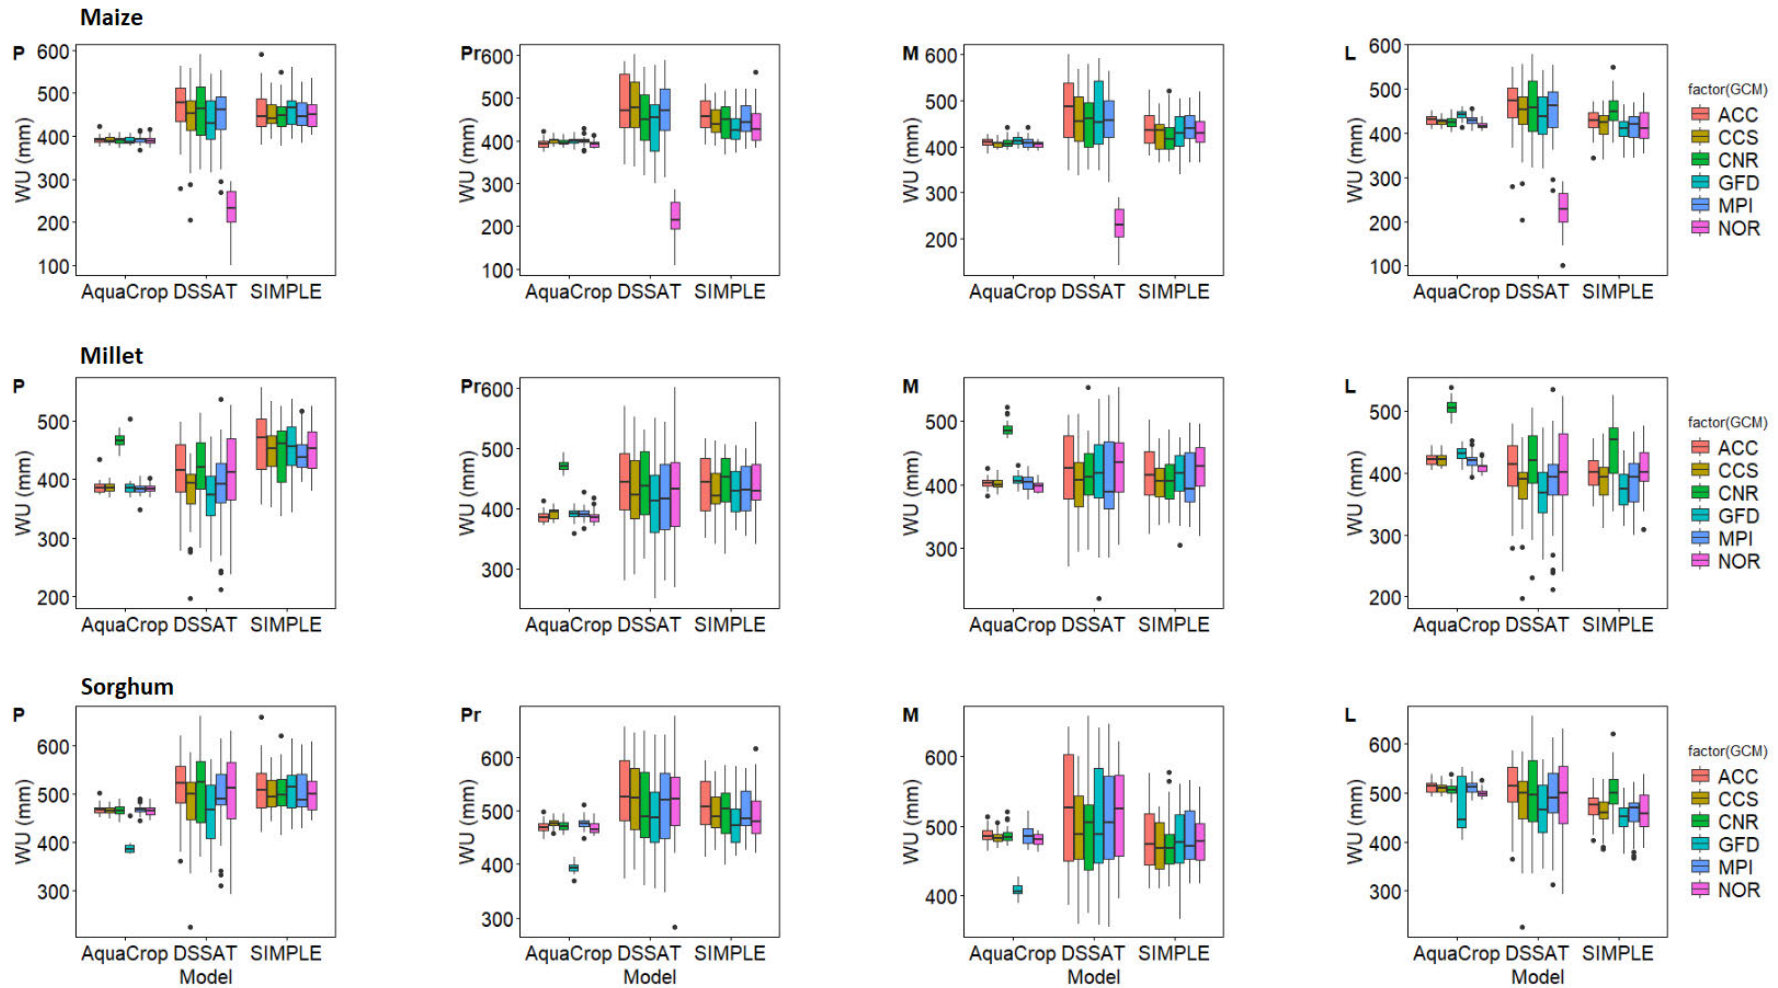 Maize
P
Pr
M
L
WU (mm)
600
500
400
300
200
100
AquaCrop DSSAT SIMPLE
WU (mm)
600
500
400
300
200
100
AquaCrop DSSAT SIMPLE
WU (mm)
600
500
400
300
200
AquaCrop DSSAT SIMPLE
WU (mm)
600
500
400
300
200
100
AquaCrop DSSAT SIMPLE
factor(GCM)
ACC
CCS
CNR
GFD
MPI
NOR
Millet
P
Pr
M
L
WU (mm)
500
400
300
200
AquaCrop DSSAT SIMPLE
WU (mm)
600
500
400
300
AquaCrop DSSAT SIMPLE
WU (mm)
500
400
300
AquaCrop DSSAT SIMPLE
WU (mm)
500
400
300
200
AquaCrop DSSAT SIMPLE
factor(GCM)
ACC
CCS
CNR
GFD
MPI
NOR
Sorghum
P
Pr
M
L
WU (mm)
600
500
400
300
AquaCrop DSSAT SIMPLE
Model
WU (mm)
600
500
400
300
AquaCrop DSSAT SIMPLE
WU (mm)
600
500
400
AquaCrop DSSAT SIMPLE
WU (mm)
600
500
400
300
AquaCrop DSSAT SIMPLE
Model
factor(GCM)
ACC
CCS
CNR
GFD
MPI
NOR